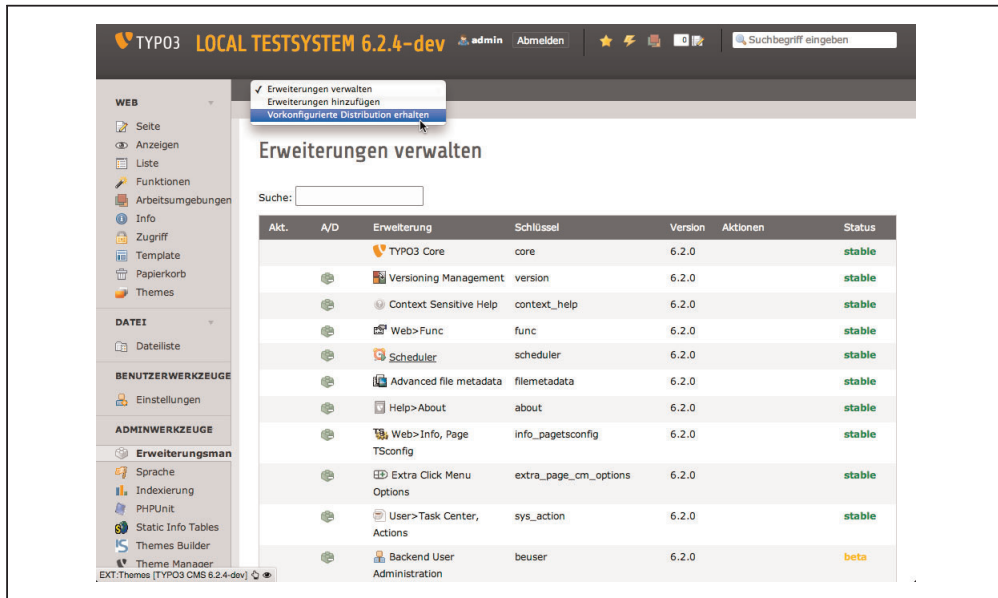 TYPO3 LOCAL TESTSYSTEM 6.2.4-dev admin Abmelden 0 Suchbegriff eingeben
✓ Erweiterungen verwalten
Erweiterungen hinzufügen
Vorkonfigurierte Distribution erhalten
WEB
Seite
Anzeigen
Liste
Funktionen
Arbeitsumgebungen
Info
Zugriff
Template
Papierkorb
Themes
DATEI
Dateiliste
BENUTZERWERKZEUGE
Einstellungen
ADMINWERKZEUGE
Erweiterungsman
Sprache
Indexierung
PHPUnit
Static Info Tables
Themes Builder
Theme Manager
EXT:Themes [TYPO3 CMS 6.2.4-dev]
Erweiterungen verwalten
Suche:
Akt. A/D Erweiterung Schlüssel Version Aktionen Status
TYPO3 Core core 6.2.0 stable
Versioning Management version 6.2.0 stable
Context Sensitive Help context_help 6.2.0 stable
Web>Func func 6.2.0 stable
Scheduler scheduler 6.2.0 stable
Advanced file metadata filemetadata 6.2.0 stable
Help>About about 6.2.0 stable
Web>Info, Page info_pagetsconfig 6.2.0 stable
TSconfig
Extra Click Menu extra_page_cm_options 6.2.0 stable
Options
User>Task Center, sys_action 6.2.0 stable
Actions
Backend User beuser 6.2.0 beta
Administration